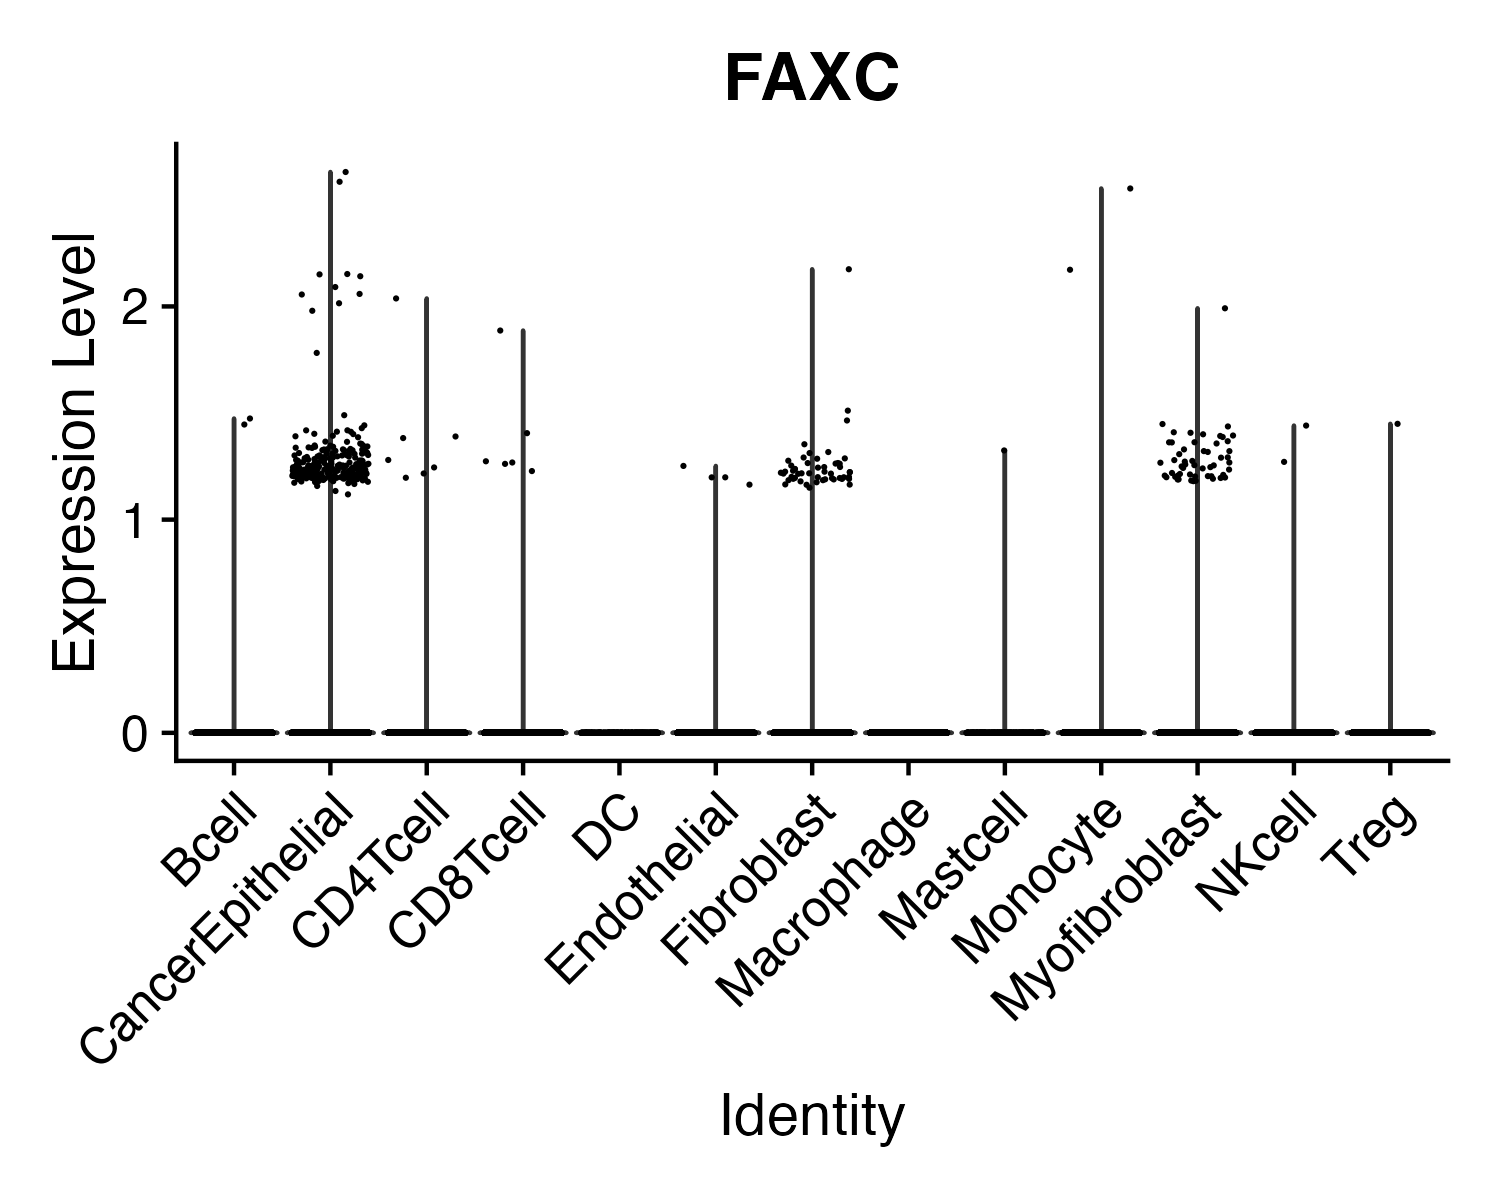 FAXC
Expression Level
2
1
0
Bcell
CancerEpithelial
CD4Tcell
CD8Tcell
DC
Endothelial
Fibroblast
Macrophage
Mastcell
Monocyte
Myofibroblast
NKcell
Treg
Identity